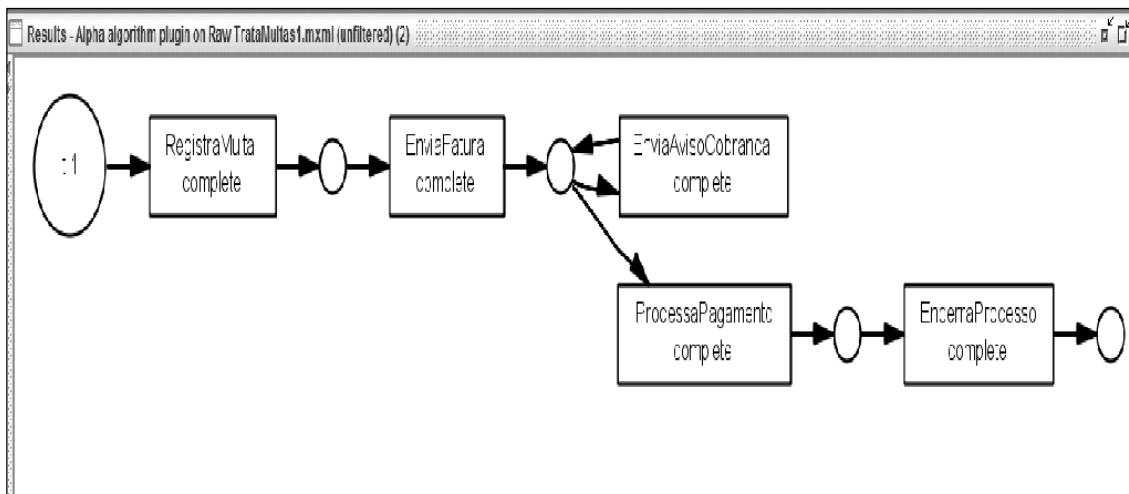 Results - Alpha algorithm plugin on Raw TrataMultas1.mxml (unfiltered) (2)
RegistraMulta
complete
EnviaFatura
complete
EnviaAvisoCobranca
complete
ProcessaPagamento
complete
EncerraProcesso
complete